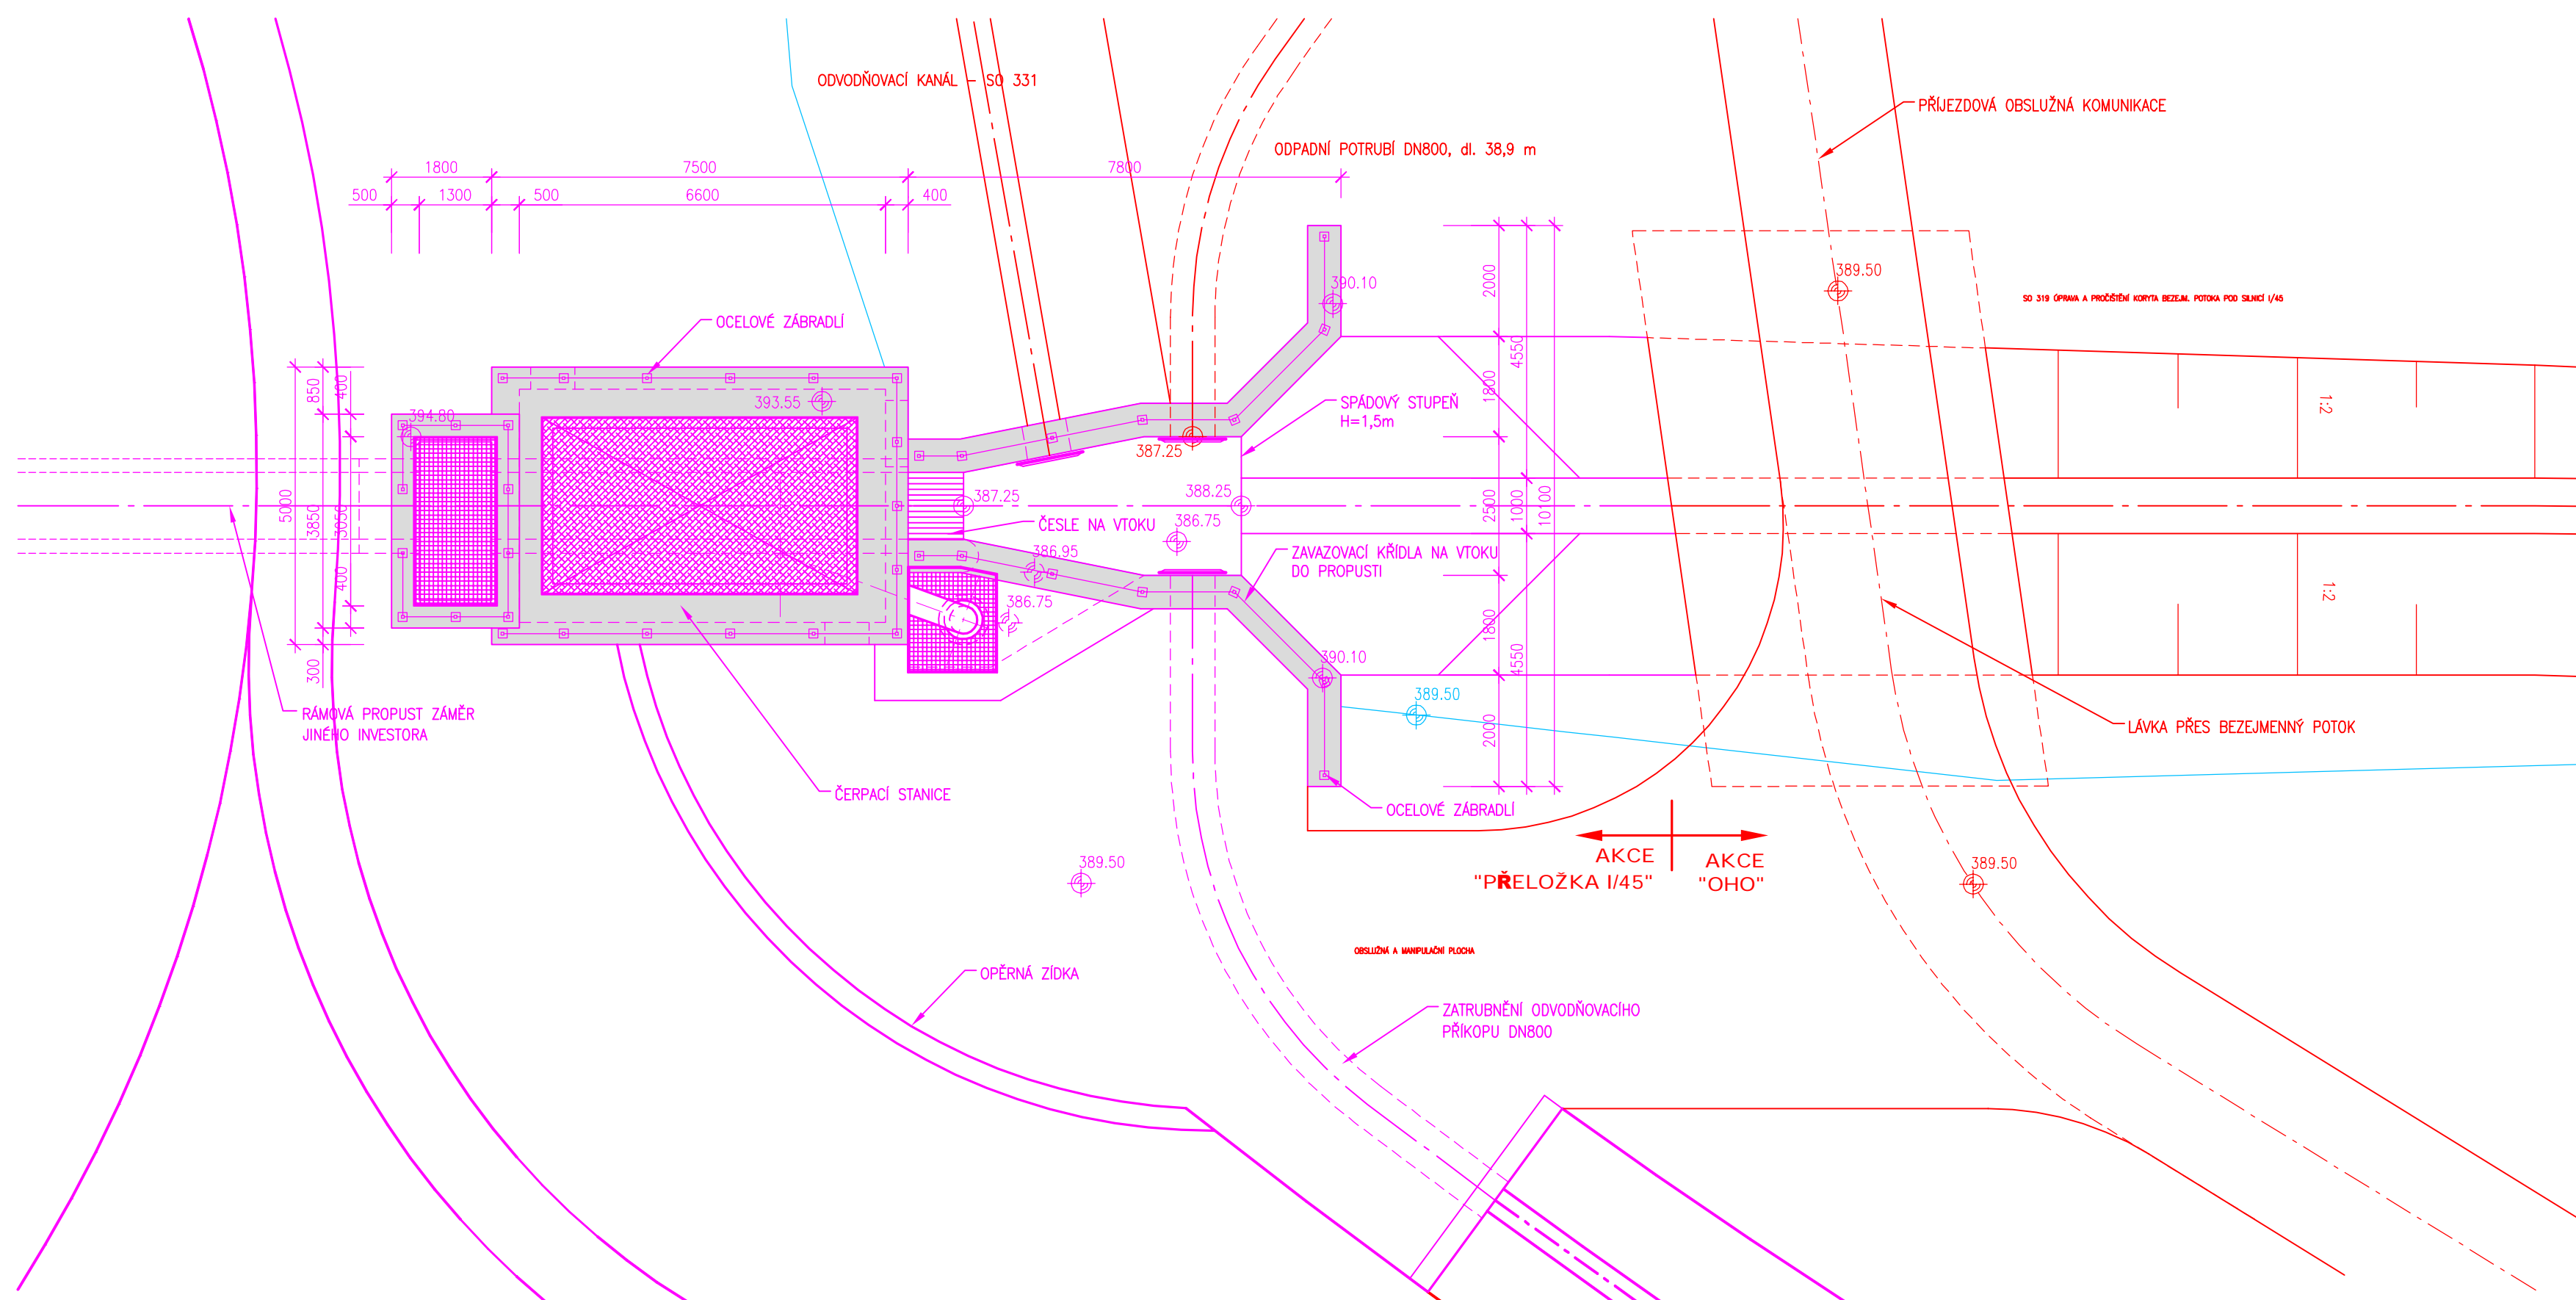 ODVODŇOVACÍ KANÁL - SO 331
PŘÍJEZDOVÁ OBSLUŽNÁ KOMUNIKACE
ODPADNÍ POTRUBÍ DN800, dl. 38,9 m
1800
7500
7800
500
1300
500
6600
400
390.10
389.50
SO 319 ÚPRAVA A PROČIŠTĚNÍ KORYTA BEZEJM. POTOKA POD SILNICÍ I/45
OCELOVÉ ZÁBRADLÍ
2000
4550
1800
2500
1000
10100
1800
4550
2000
850
400
5000
3850
3050
400
300
394.80
393.55
SPÁDOVÝ STUPEŇ
H=1,5m
1:2
387.25
387.25
388.25
386.75
ČESLE NA VTOKU
386.95
ZAVAZOVACÍ KŘÍDLA NA VTOKU
DO PROPUSTI
1:2
386.75
390.10
389.50
RÁMOVÁ PROPUST ZÁMĚR
JINÉHO INVESTORA
LÁVKA PŘES BEZEJMENNÝ POTOK
ČERPACÍ STANICE
OCELOVÉ ZÁBRADLÍ
AKCE
"PŘELOŽKA I/45"
AKCE
"OHO"
389.50
389.50
OBSLUŽNÁ A MANIPULAČNÍ PLOCHA
OPĚRNÁ ZÍDKA
ZATRUBNĚNÍ ODVODŇOVACÍHO
PŘÍKOPU DN800